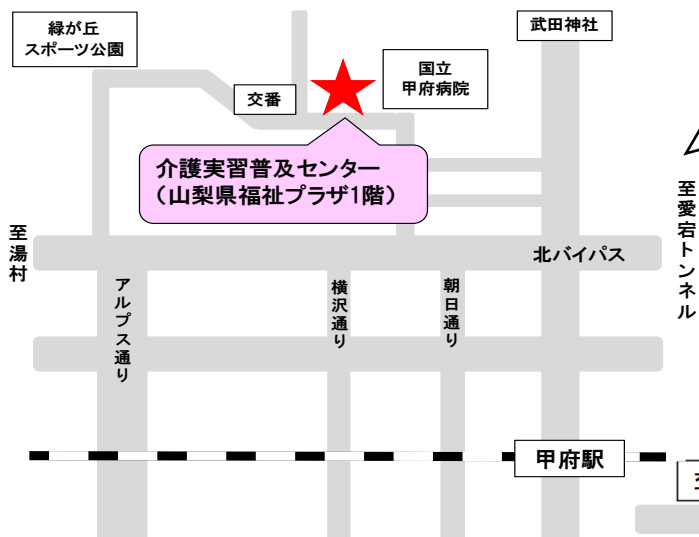 緑が丘
スポーツ公園
武田神社
国立
甲府病院
交番
介護実習普及センター
（山梨県福祉プラザ1階）
至湯村
至愛宕トンネル
北バイパス
アルプス通り
横沢通り
朝日通り
甲府駅